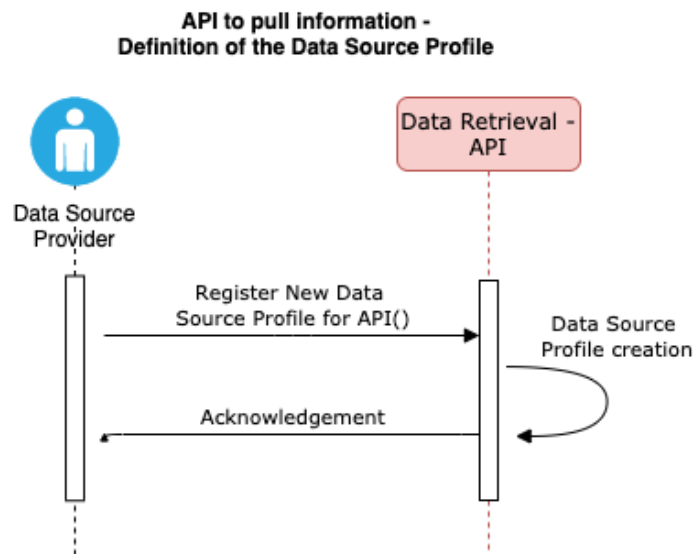 API to pull information -
Definition of the Data Source Profile
Data Retrieval -
API
Data Source
Provider
Register New Data
Source Profile for API()
Data Source
Profile creation
Acknowledgement